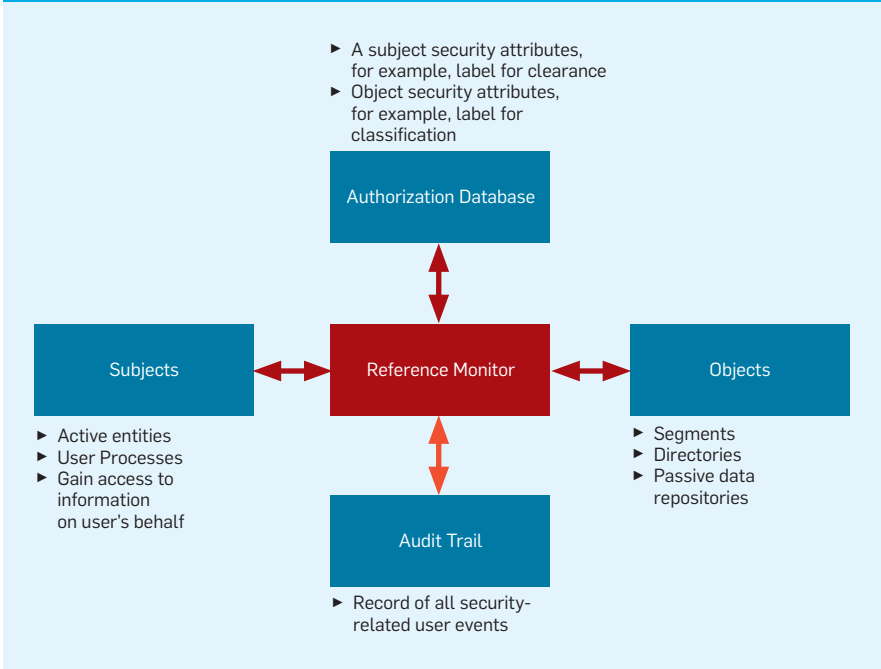 ► A subject security attributes,
for example, label for clearance
► Object security attributes,
for example, label for
classification
Authorization Database
Subjects
Reference Monitor
Objects
► Active entities
► User Processes
► Gain access to
information
on user's behalf
► Segments
► Directories
► Passive data
repositories
Audit Trail
► Record of all security-
related user events